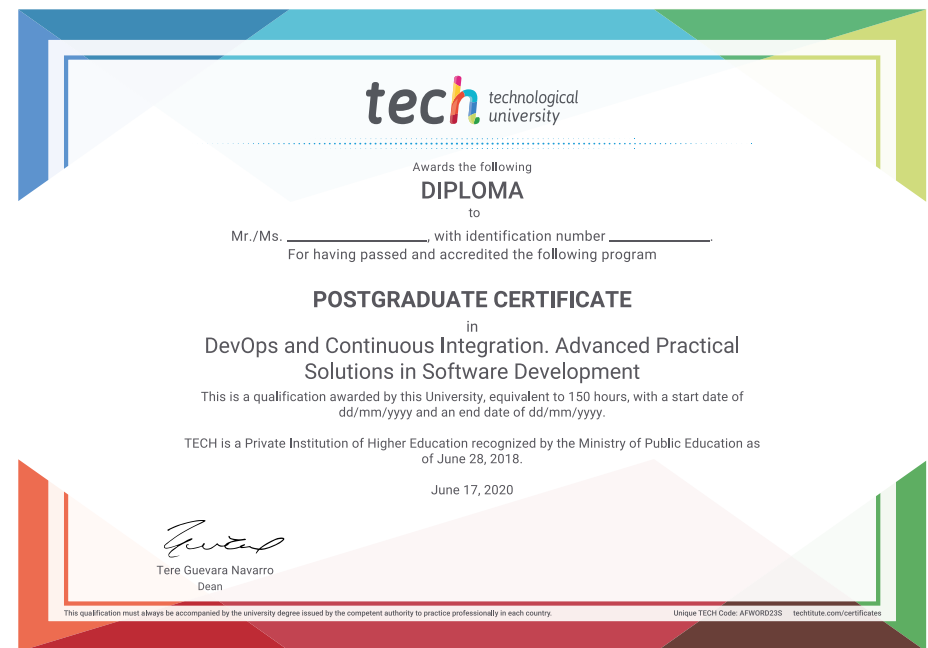 tech technological
university
Awards the following
DIPLOMA
to
Mr./Ms. ____________________, with identification number ______________.
For having passed and accredited the following program
POSTGRADUATE CERTIFICATE
in
DevOps and Continuous Integration. Advanced Practical
Solutions in Software Development
This is a qualification awarded by this University, equivalent to 150 hours, with a start date of
dd/mm/yyyy and an end date of dd/mm/yyyy.
TECH is a Private Institution of Higher Education recognized by the Ministry of Public Education as
of June 28, 2018.
June 17, 2020
Tere Guevara Navarro
Dean
This qualification must always be accompanied by the university degree issued by the competent authority to practice professionally in each country. Unique TECH Code: AFWORD23S techtitute.com/certificates